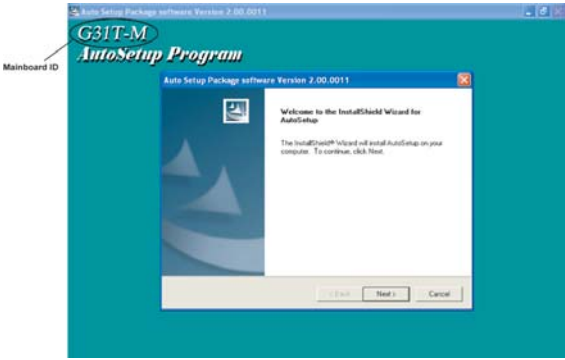 Auto Setup Package software Version 2.00.0011
G31T-M
Mainboard ID
AutoSetup Program
Auto Setup Package software Version 2.00.0011
Welcome to the InstallShield Wizard for
AutoSetup
The InstallShield® Wizard will install AutoSetup on your
computer. To continue, click Next.
< Back
Next >
Cancel